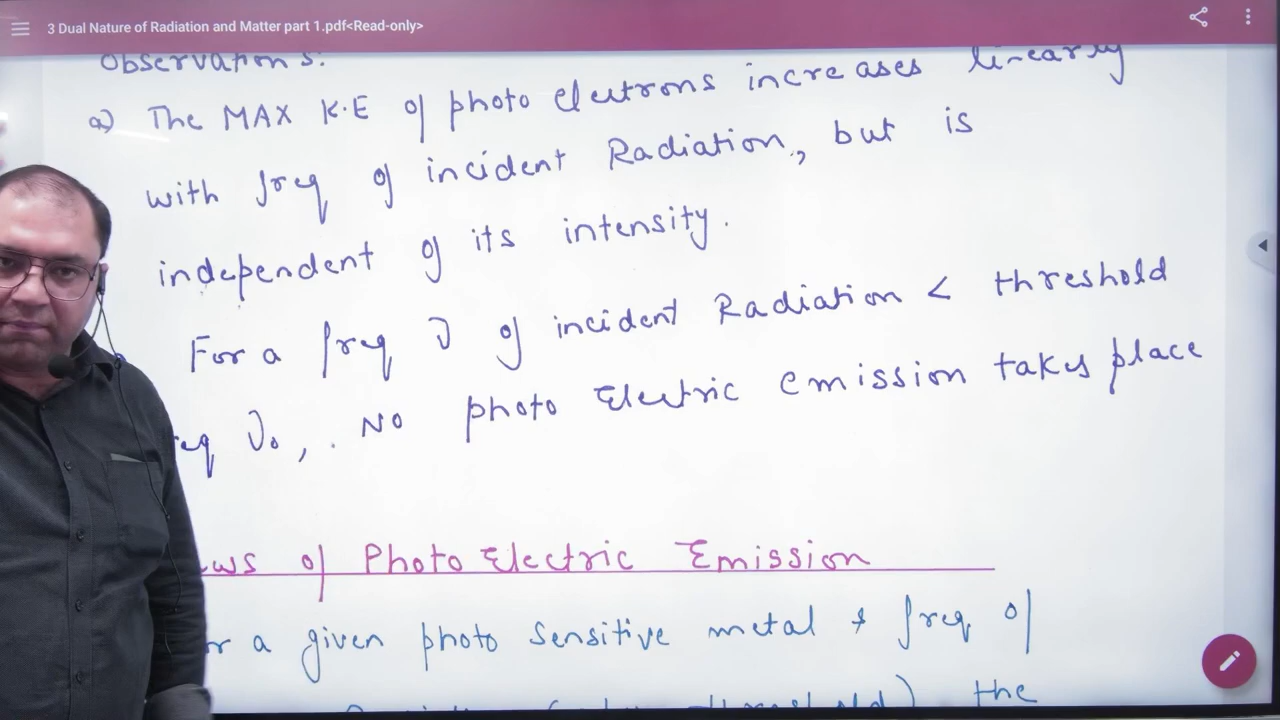 3 Dual Nature of Radiation and Matter part 1.pdf<Read-only>
Observations:
a) The MAX K.E of photo electrons increases linearly
with freq of incident Radiation, but is
independent of its intensity.
For a freq ν of incident Radiation < threshold
eq ν₀, . No photo Electric emission takes place
ws of Photo Electric Emission
r a given photo sensitive metal & freq of
the